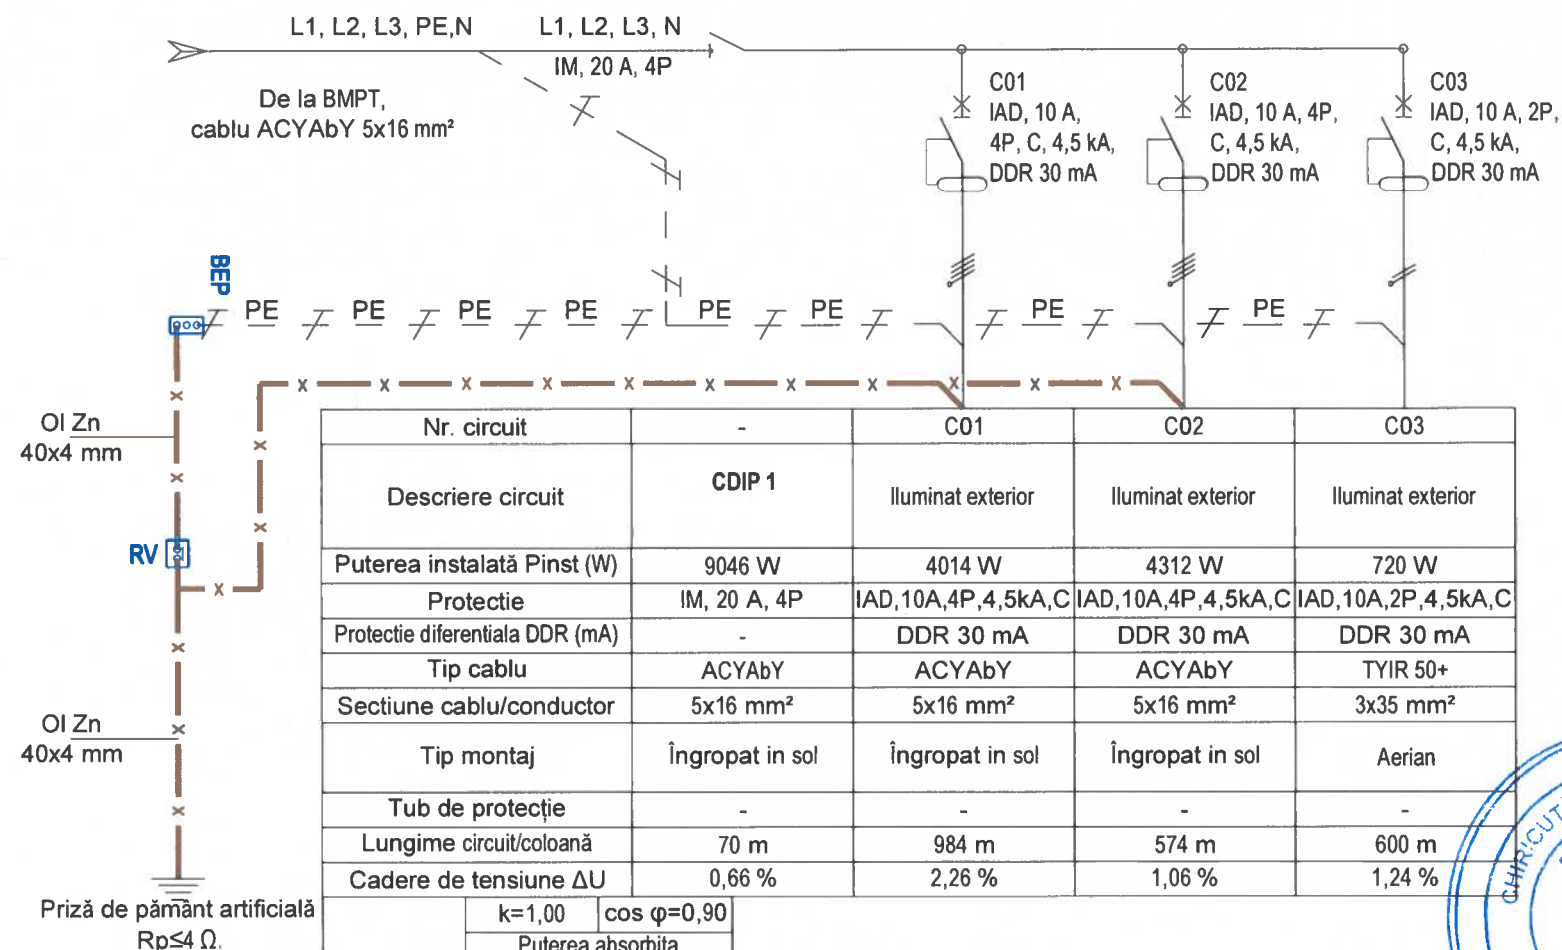 L1, L2, L3, PE,N
L1, L2, L3, N
IM, 20 A, 4P
De la BMPT,
cablu ACYAbY 5x16 mm²
C01
IAD, 10 A,
4P, C, 4,5 kA,
DDR 30 mA
C02
IAD, 10 A, 4P,
C, 4,5 kA,
DDR 30 mA
C03
IAD, 10 A, 2P,
C, 4,5 kA,
DDR 30 mA
BEP
PE PE PE PE PE PE PE PE
Ol Zn
40x4 mm
RV
Ol Zn
40x4 mm
Priză de pământ artificială
Rp≤4 Ω.
Nr. circuit - C01 C02 C03
Descriere circuit CDIP 1 Iluminat exterior Iluminat exterior Iluminat exterior
Puterea instalată Pinst (W) 9046 W 4014 W 4312 W 720 W
Protectie IM, 20 A, 4P IAD,10A,4P,4,5kA,C IAD,10A,4P,4,5kA,C IAD,10A,2P,4,5kA,C
Protectie diferentiala DDR (mA) - DDR 30 mA DDR 30 mA DDR 30 mA
Tip cablu ACYAbY ACYAbY ACYAbY TYIR 50+
Sectiune cablu/conductor 5x16 mm² 5x16 mm² 5x16 mm² 3x35 mm²
Tip montaj Îngropat in sol Îngropat in sol Îngropat in sol Aerian
Tub de protecție - - - -
Lungime circuit/coloană 70 m 984 m 574 m 600 m
Cadere de tensiune ΔU 0,66 % 2,26 % 1,06 % 1,24 %
k=1,00 cos φ=0,90
Puterea absorbita